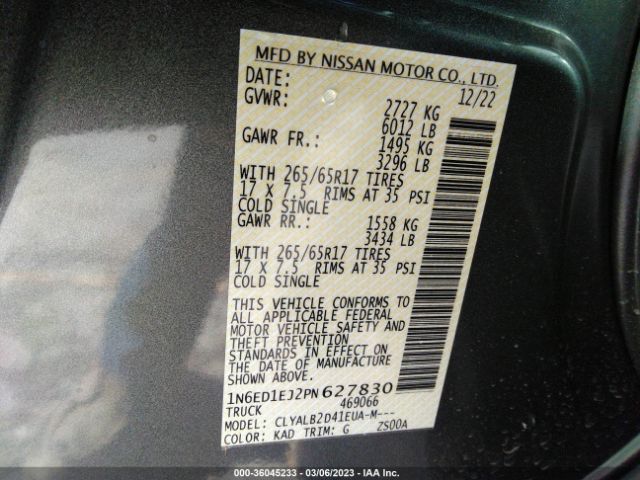 MFD BY NISSAN MOTOR CO., LTD.
DATE: 12/22
GVWR: 2727 KG
6012 LB
GAWR FR.: 1495 KG
3296 LB
WITH 265/65R17 TIRES
17 X 7.5 RIMS AT 35 PSI
COLD SINGLE
GAWR RR.: 1558 KG
3434 LB
WITH 265/65R17 TIRES
17 X 7.5 RIMS AT 35 PSI
COLD SINGLE
THIS VEHICLE CONFORMS TO
ALL APPLICABLE FEDERAL
MOTOR VEHICLE SAFETY AND
THEFT PREVENTION
STANDARDS IN EFFECT ON
THE DATE OF MANUFACTURE
SHOWN ABOVE.
1N6ED1EJ2PN627830
TRUCK 469066
MODEL: CLYALB2D41EUA-M---
COLOR: KAD TRIM: G ZS00A
000-36045233 - 03/06/2023 - IAA Inc.